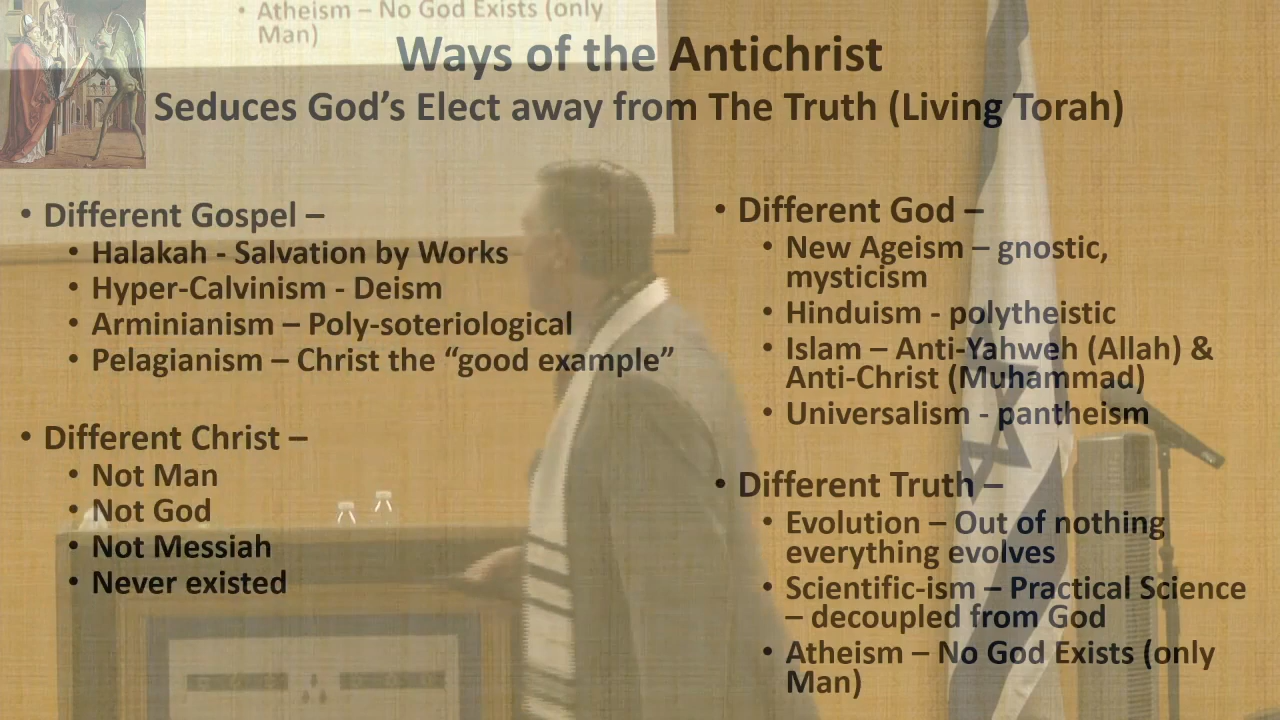 • Atheism – No God Exists (only
Man)
Ways of the Antichrist
Seduces God's Elect away from The Truth (Living Torah)
• Different Gospel –
• Halakah - Salvation by Works
• Hyper-Calvinism - Deism
• Arminianism – Poly-soteriological
• Pelagianism – Christ the “good example”
• Different Christ –
• Not Man
• Not God
• Not Messiah
• Never existed
• Different God –
• New Ageism – gnostic,
mysticism
• Hinduism - polytheistic
• Islam – Anti-Yahweh (Allah) &
Anti-Christ (Muhammad)
• Universalism - pantheism
• Different Truth –
• Evolution – Out of nothing
everything evolves
• Scientific-ism – Practical Science
– decoupled from God
• Atheism – No God Exists (only
Man)